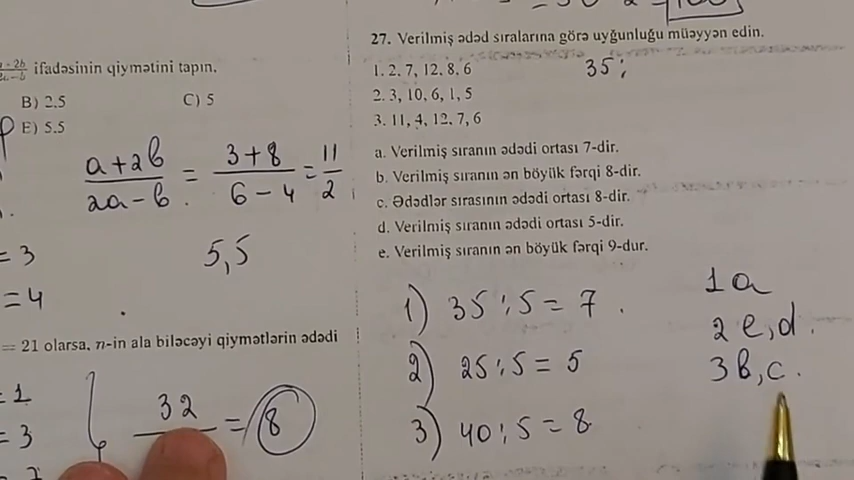 a+2b
2a-b ifadəsinin qiymətini tapın.
B) 2.5 C) 5
E) 5.5
a+2b / 2a-b = 3+8 / 6-4 = 11 / 2
5,5
= 3
= 4
= 21 olarsa, n-in ala biləcəyi qiymətlərin ədədi
= 1
= 3
32 = 8
27. Verilmiş ədəd sıralarına görə uyğunluğu müəyyən edin.
1. 2, 7, 12, 8, 6 35:
2. 3, 10, 6, 1, 5
3. 11, 4, 12, 7, 6
a. Verilmiş sıranın ədədi ortası 7-dir.
b. Verilmiş sıranın ən böyük fərqi 8-dir.
c. Ədədlər sırasının ədədi ortası 8-dir.
d. Verilmiş sıranın ədədi ortası 5-dir.
e. Verilmiş sıranın ən böyük fərqi 9-dur.
1) 35:5 = 7.
2) 25:5 = 5
3) 40:5 = 8
1 a
2 e, d.
3 b, c.